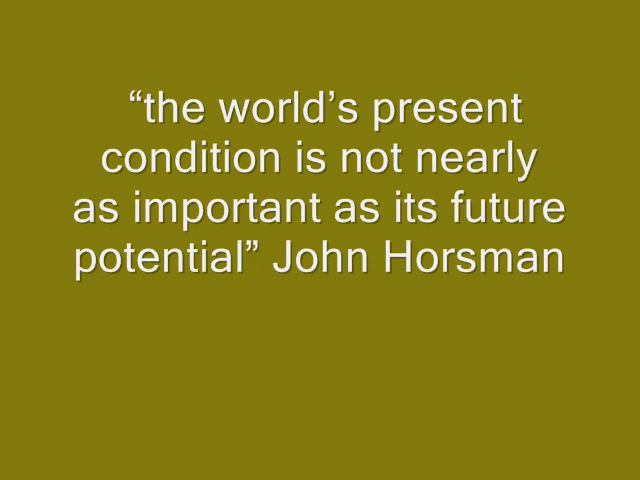 “the world’s present
condition is not nearly
as important as its future
potential” John Horsman